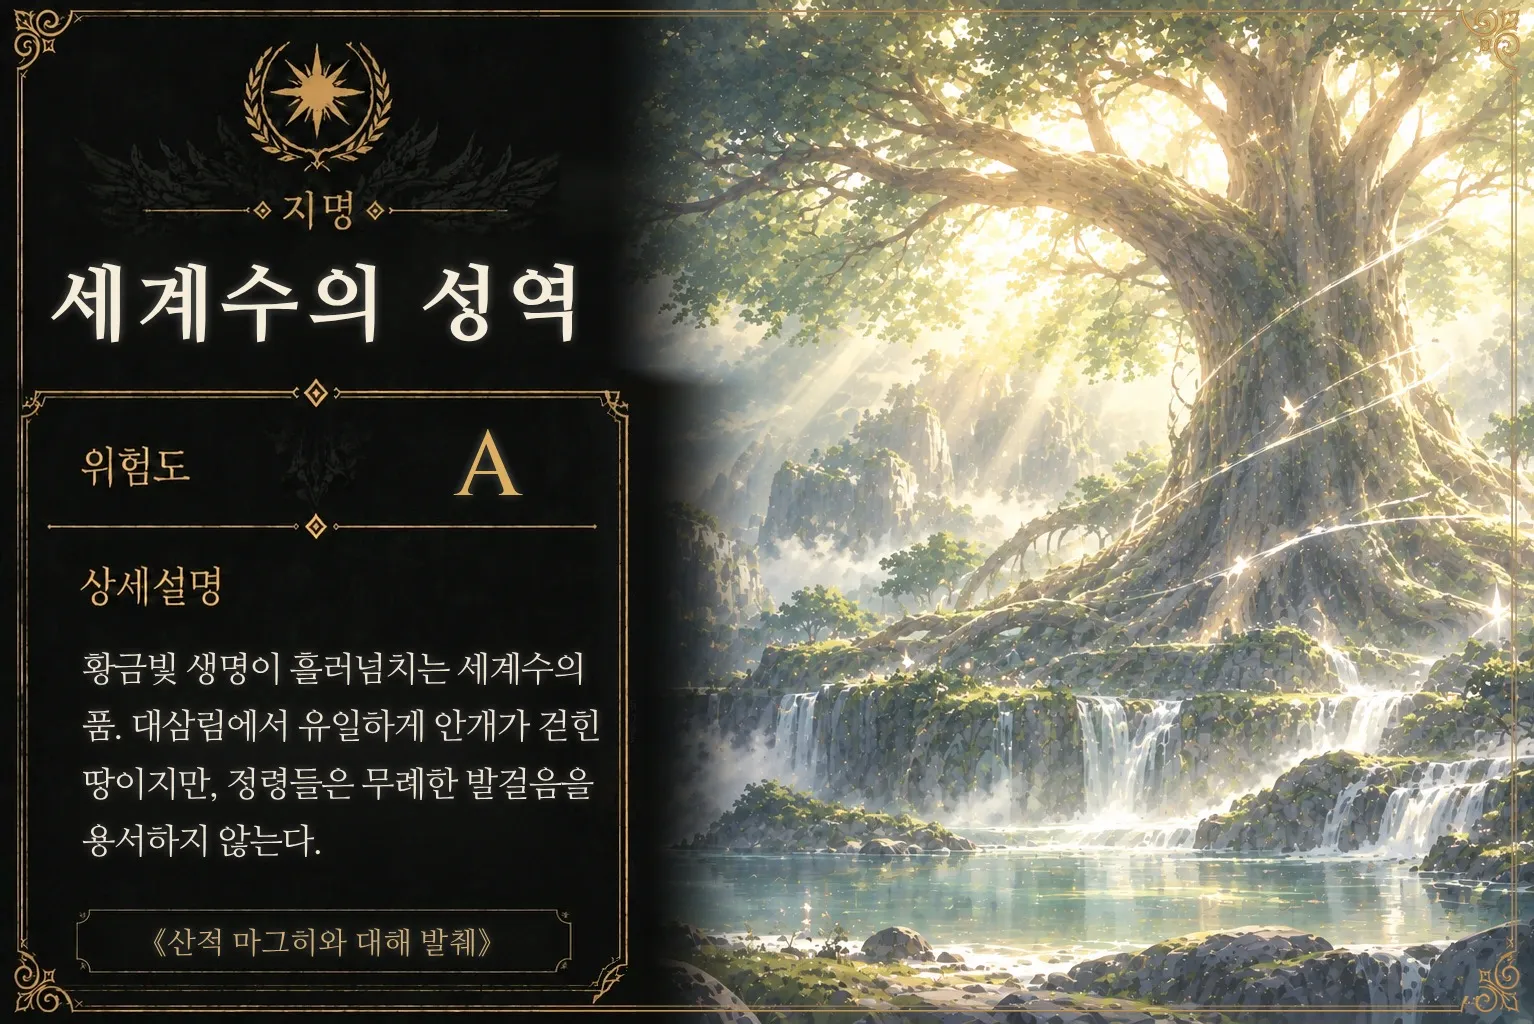 지명
세계수의 성역
위험도
A
상세설명
황금빛 생명이 흘러넘치는 세계수의
품. 대삼림에서 유일하게 안개가 걷힌
땅이지만, 정령들은 무례한 발걸음을
용서하지 않는다.
《산적 마그히와 대해 발췌》